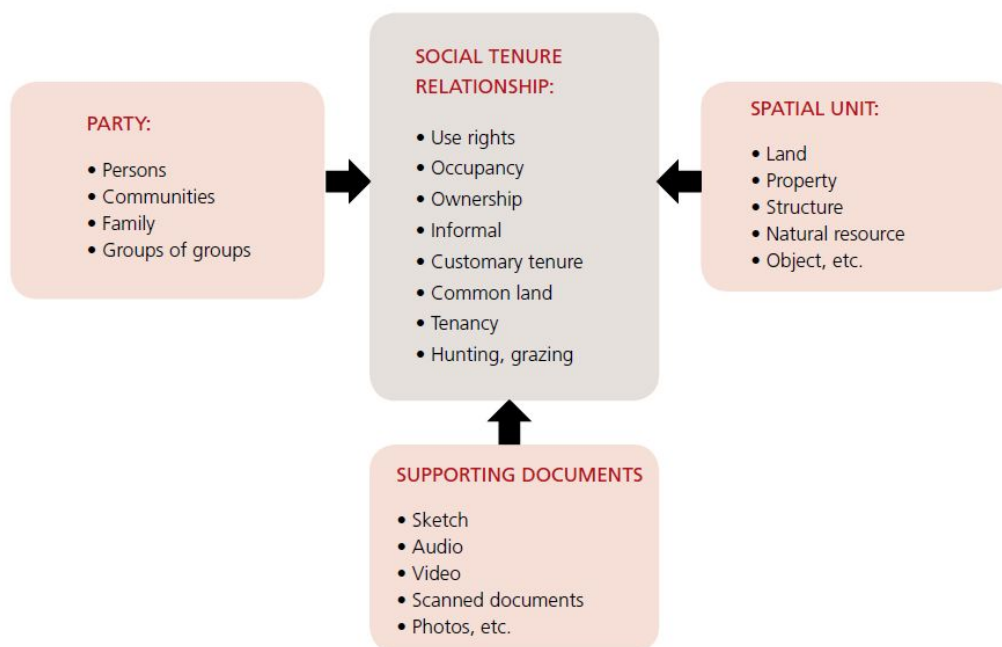 SOCIAL TENURE
RELATIONSHIP:
• Use rights
• Occupancy
• Ownership
• Informal
• Customary tenure
• Common land
• Tenancy
• Hunting, grazing
PARTY:
• Persons
• Communities
• Family
• Groups of groups
SPATIAL UNIT:
• Land
• Property
• Structure
• Natural resource
• Object, etc.
SUPPORTING DOCUMENTS
• Sketch
• Audio
• Video
• Scanned documents
• Photos, etc.